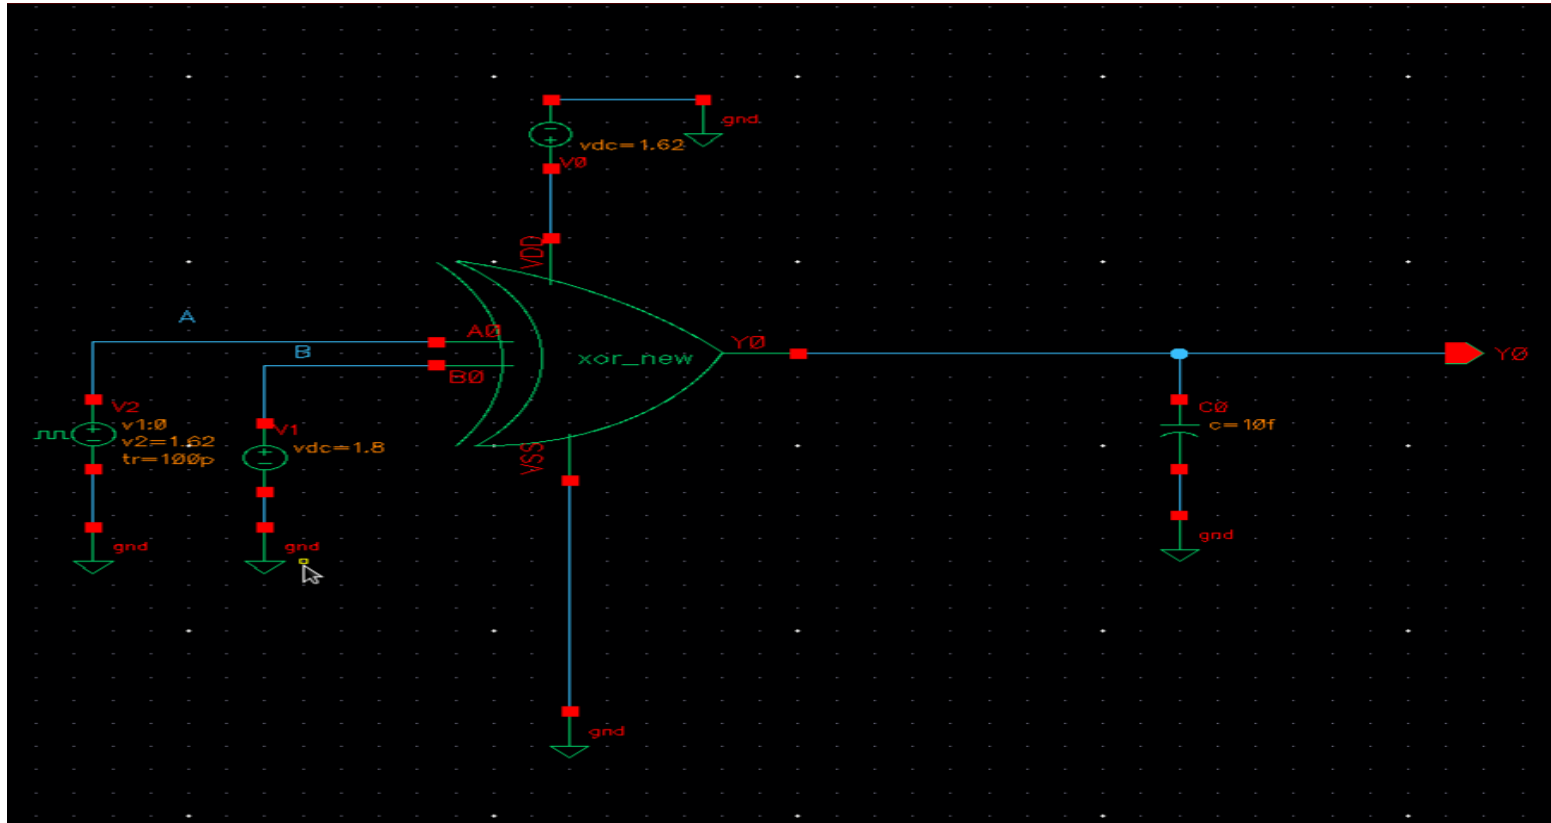 gnd
vdc=1.62
V0
VDD
A
A0
B
B0
xor_new
Y0
Y0
V2
v1:0
v2=1.62
tr=100p
V1
vdc=1.8
VSS
C0
c=10f
gnd
gnd
gnd
gnd